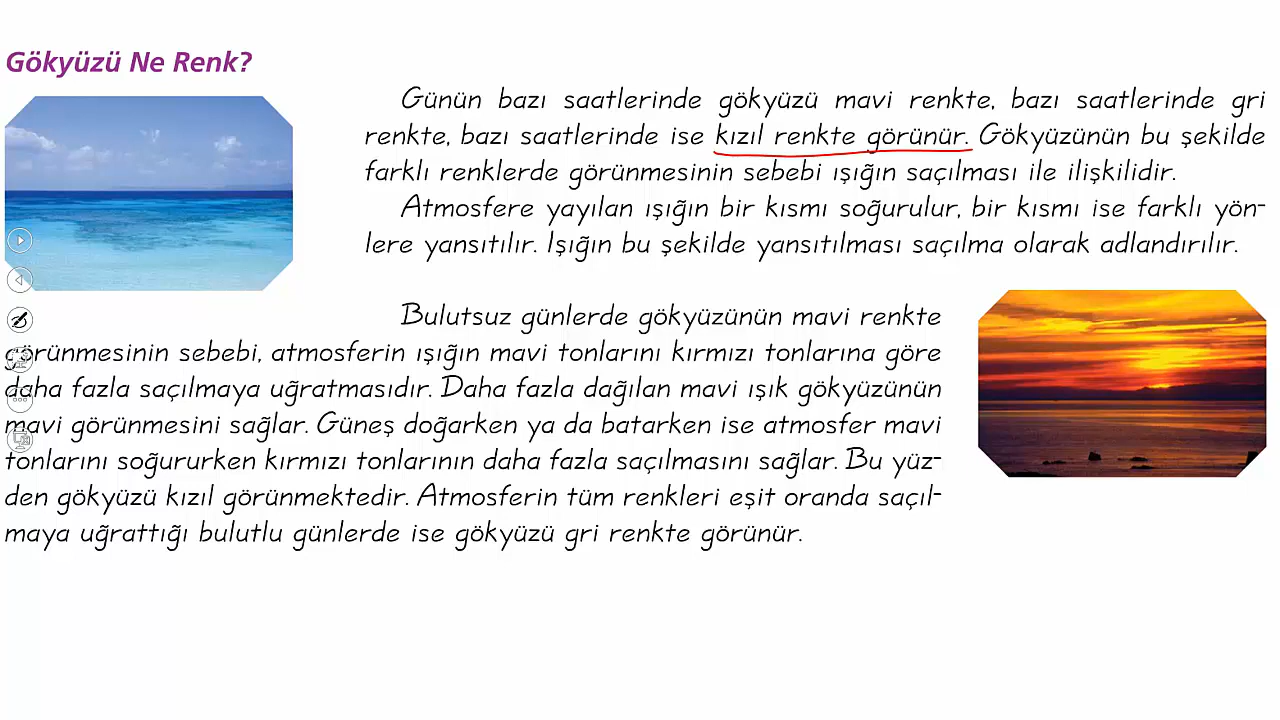 Gökyüzü Ne Renk?
Günün bazı saatlerinde gökyüzü mavi renkte, bazı saatlerinde gri
renkte, bazı saatlerinde ise kızıl renkte görünür. Gökyüzünün bu şekilde
farklı renklerde görünmesinin sebebi ışığın saçılması ile ilişkilidir.
Atmosfere yayılan ışığın bir kısmı soğurulur, bir kısmı ise farklı yön-
lere yansıtılır. Işığın bu şekilde yansıtılması saçılma olarak adlandırılır.
Bulutsuz günlerde gökyüzünün mavi renkte
görünmesinin sebebi, atmosferin ışığın mavi tonlarını kırmızı tonlarına göre
daha fazla saçılmaya uğratmasıdır. Daha fazla dağılan mavi ışık gökyüzünün
mavi görünmesini sağlar. Güneş doğarken ya da batarken ise atmosfer mavi
tonlarını soğururken kırmızı tonlarının daha fazla saçılmasını sağlar. Bu yüz-
den gökyüzü kızıl görünmektedir. Atmosferin tüm renkleri eşit oranda saçıl-
maya uğrattığı bulutlu günlerde ise gökyüzü gri renkte görünür.